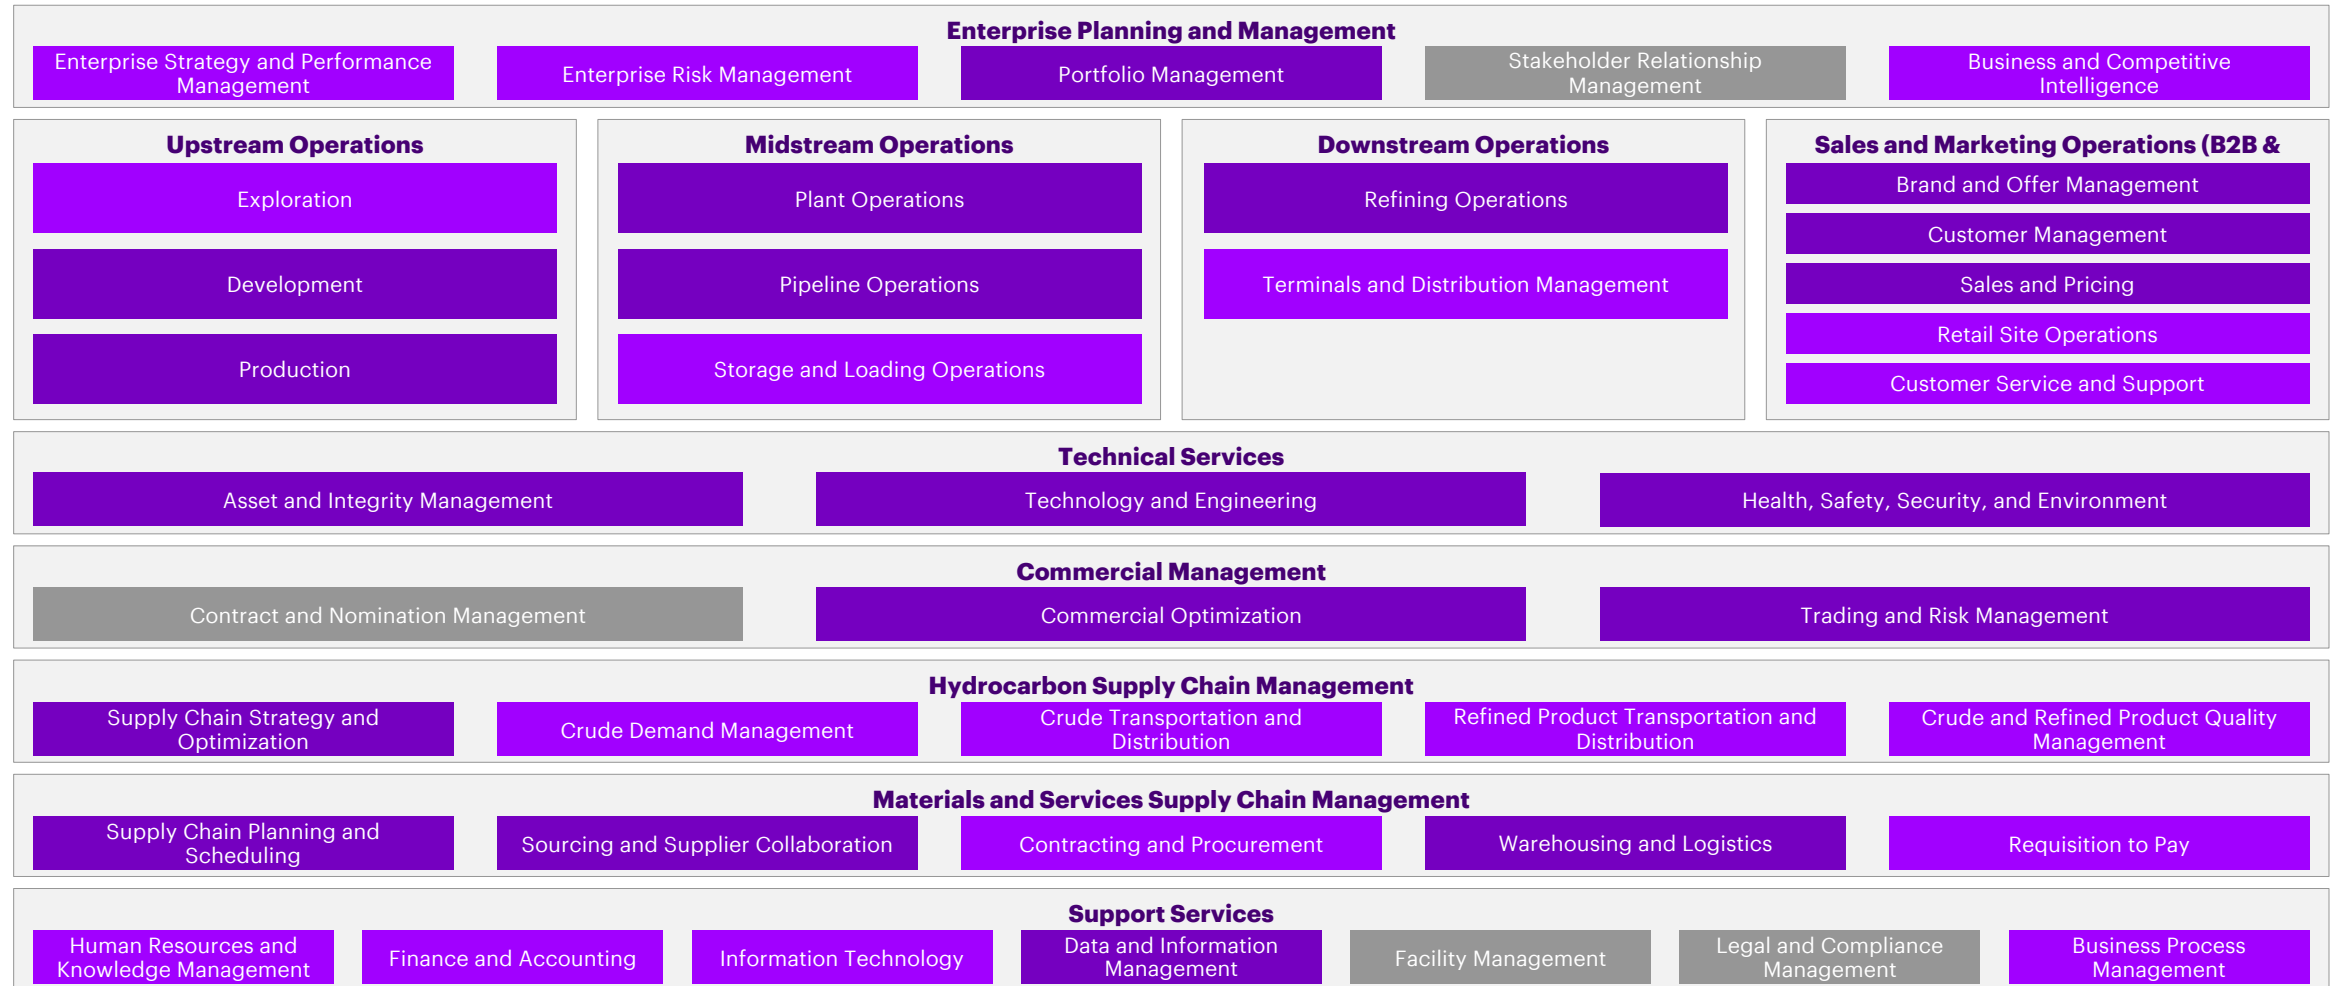 Enterprise Planning and Management
Enterprise Strategy and Performance
Management
Enterprise Risk Management
Portfolio Management
Stakeholder Relationship
Management
Business and Competitive
Intelligence
Upstream Operations
Exploration
Development
Production
Midstream Operations
Plant Operations
Pipeline Operations
Storage and Loading Operations
Downstream Operations
Refining Operations
Terminals and Distribution Management
Sales and Marketing Operations (B2B &
Brand and Offer Management
Customer Management
Sales and Pricing
Retail Site Operations
Customer Service and Support
Technical Services
Asset and Integrity Management
Technology and Engineering
Health, Safety, Security, and Environment
Commercial Management
Contract and Nomination Management
Commercial Optimization
Trading and Risk Management
Hydrocarbon Supply Chain Management
Supply Chain Strategy and
Optimization
Crude Demand Management
Crude Transportation and
Distribution
Refined Product Transportation and
Distribution
Crude and Refined Product Quality
Management
Materials and Services Supply Chain Management
Supply Chain Planning and
Scheduling
Sourcing and Supplier Collaboration
Contracting and Procurement
Warehousing and Logistics
Requisition to Pay
Support Services
Human Resources and
Knowledge Management
Finance and Accounting
Information Technology
Data and Information
Management
Facility Management
Legal and Compliance
Management
Business Process
Management